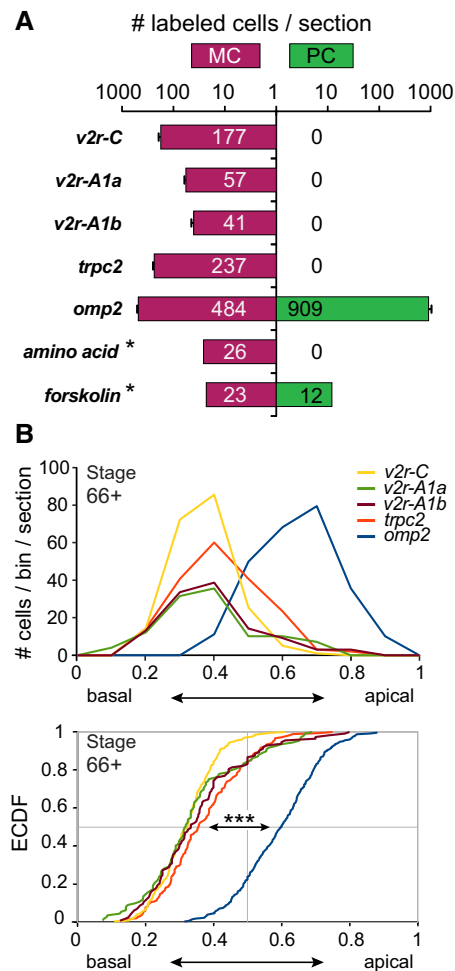 A
# labeled cells / section
MC PC
1000 100 10 1 10 100 1000
v2r-C 177 0
v2r-A1a 57 0
v2r-A1b 41 0
trpc2 237 0
omp2 484 909
amino acid * 26 0
forskolin * 23 12
B
# cells / bin / section
100
80
60
40
20
0
Stage
66+
v2r-C
v2r-A1a
v2r-A1b
trpc2
omp2
0 0.2 0.4 0.6 0.8 1
basal apical
ECDF
1
0.8
0.6
0.4
0.2
0
Stage
66+
***
0 0.2 0.4 0.6 0.8 1
basal apical